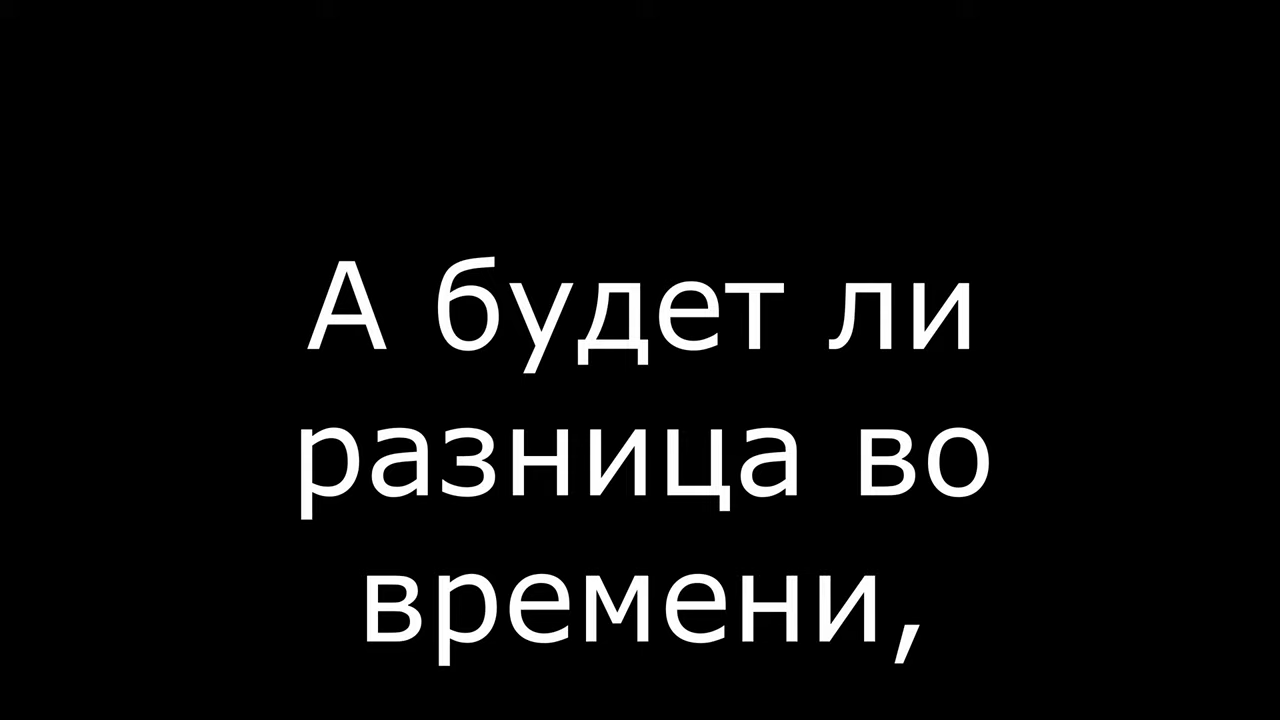 А будет ли
разница во
времени,